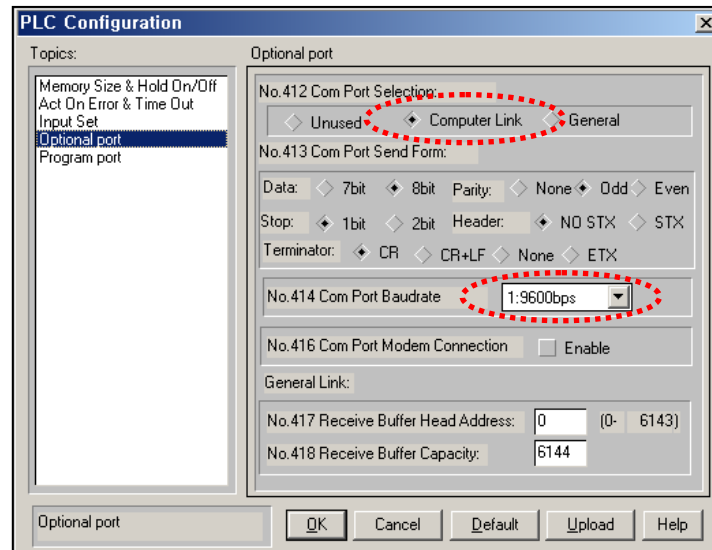 PLC Configuration
Topics:
Memory Size & Hold On/Off
Act On Error & Time Out
Input Set
Optional port
Program port
Optional port
No.412 Com Port Selection:
Unused Computer Link General
No.413 Com Port Send Form:
Data: 7bit 8bit Parity: None Odd Even
Stop: 1bit 2bit Header: NO STX STX
Terminator: CR CR+LF None ETX
No.414 Com Port Baudrate 1:9600bps
No.416 Com Port Modem Connection Enable
General Link:
No.417 Receive Buffer Head Address: 0 (0- 6143)
No.418 Receive Buffer Capacity: 6144
Optional port
OK Cancel Default Upload Help